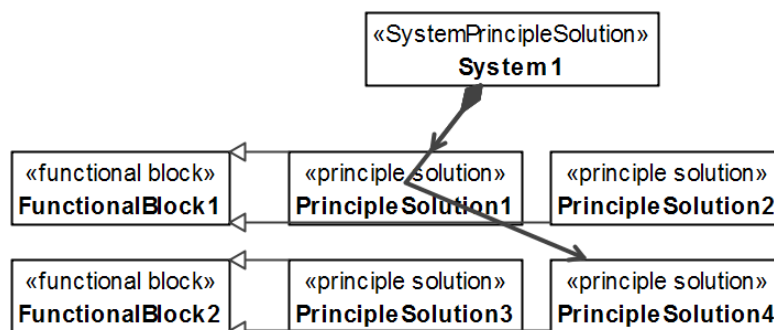 «SystemPrincipleSolution»
System1
«functional block»
FunctionalBlock1
«principle solution»
PrincipleSolution1
«principle solution»
PrincipleSolution2
«functional block»
FunctionalBlock2
«principle solution»
PrincipleSolution3
«principle solution»
PrincipleSolution4